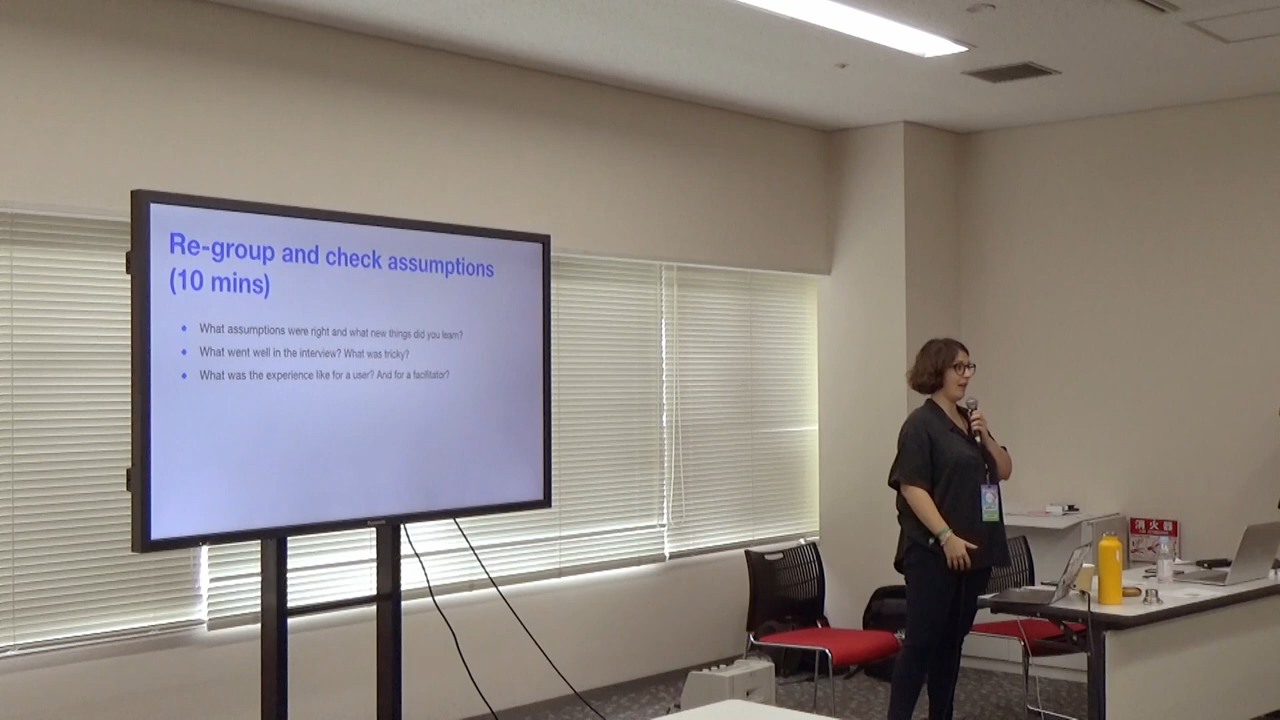 Re-group and check assumptions
(10 mins)
• What assumptions were right and what new things did you learn?
• What went well in the interview? What was tricky?
• What was the experience like for a user? And for a facilitator?
消火器